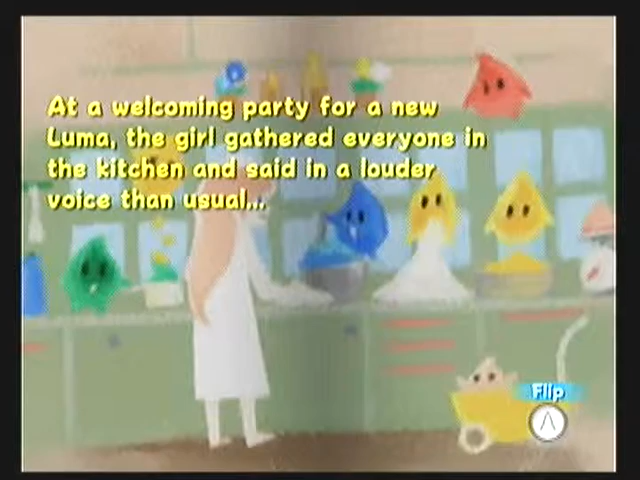 At a welcoming party for a new
Luma, the girl gathered everyone in
the kitchen and said in a louder
voice than usual...
Flip
A